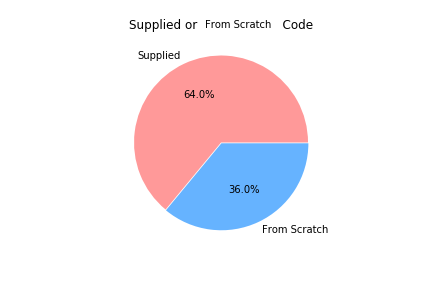 Supplied or From Scratch Code
Supplied
64.0%
36.0%
From Scratch